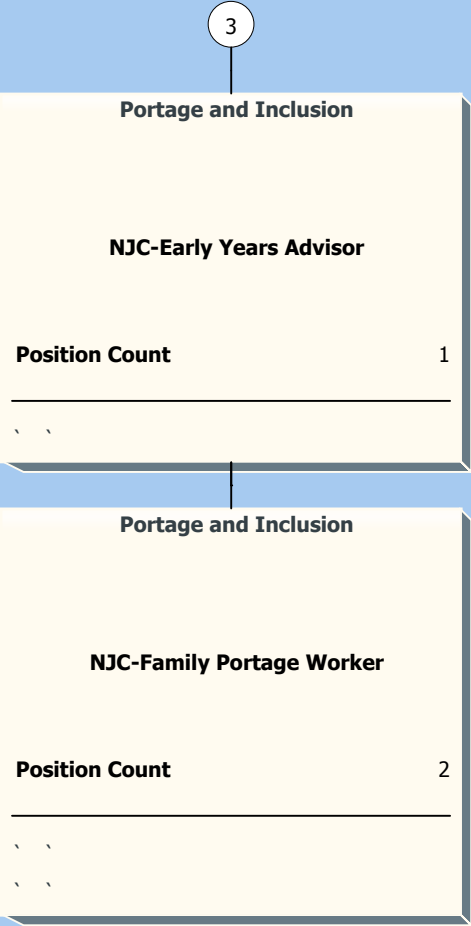 3
Portage and Inclusion
NJC-Early Years Advisor
Position Count 1
` `
Portage and Inclusion
NJC-Family Portage Worker
Position Count 2
` `
` `